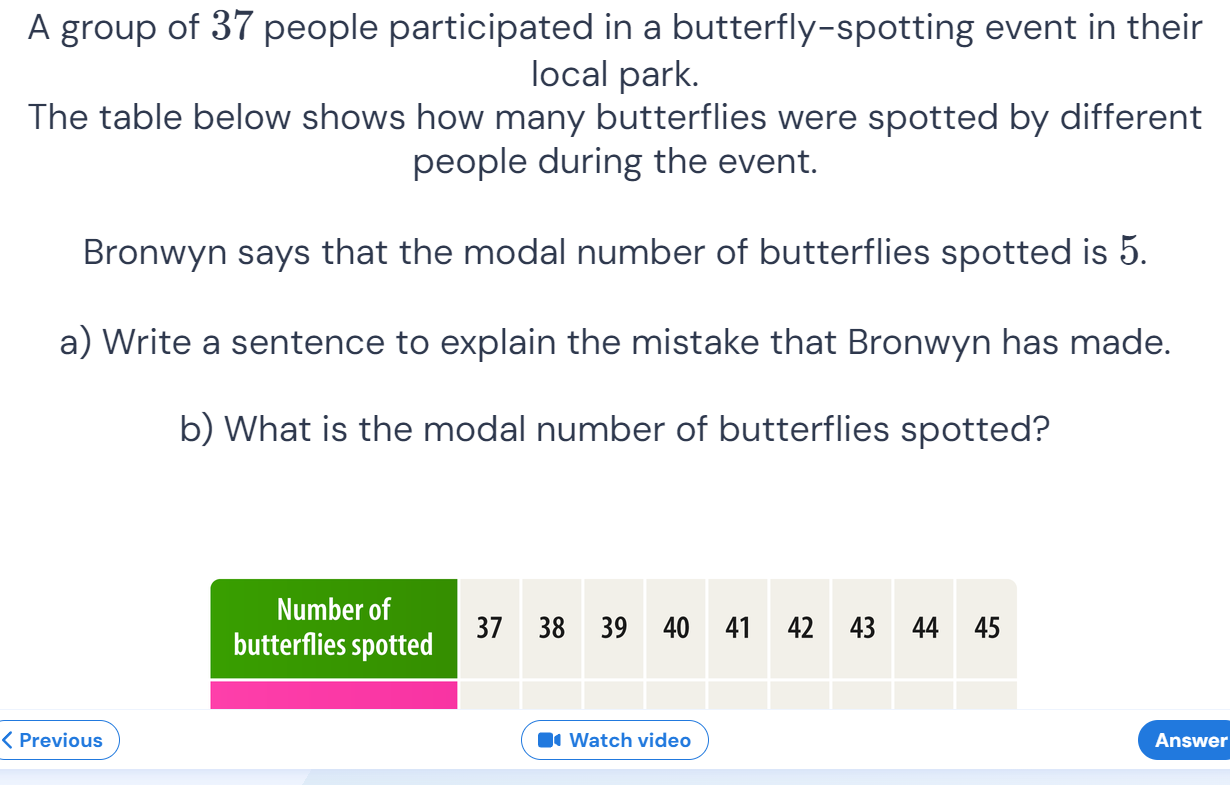 A group of 37 people participated in a butterfly-spotting event in their
local park.
The table below shows how many butterflies were spotted by different
people during the event.
Bronwyn says that the modal number of butterflies spotted is 5.
a) Write a sentence to explain the mistake that Bronwyn has made.
b) What is the modal number of butterflies spotted?
Number of
butterflies spotted
37 38 39 40 41 42 43 44 45
Previous
Watch video
Answer